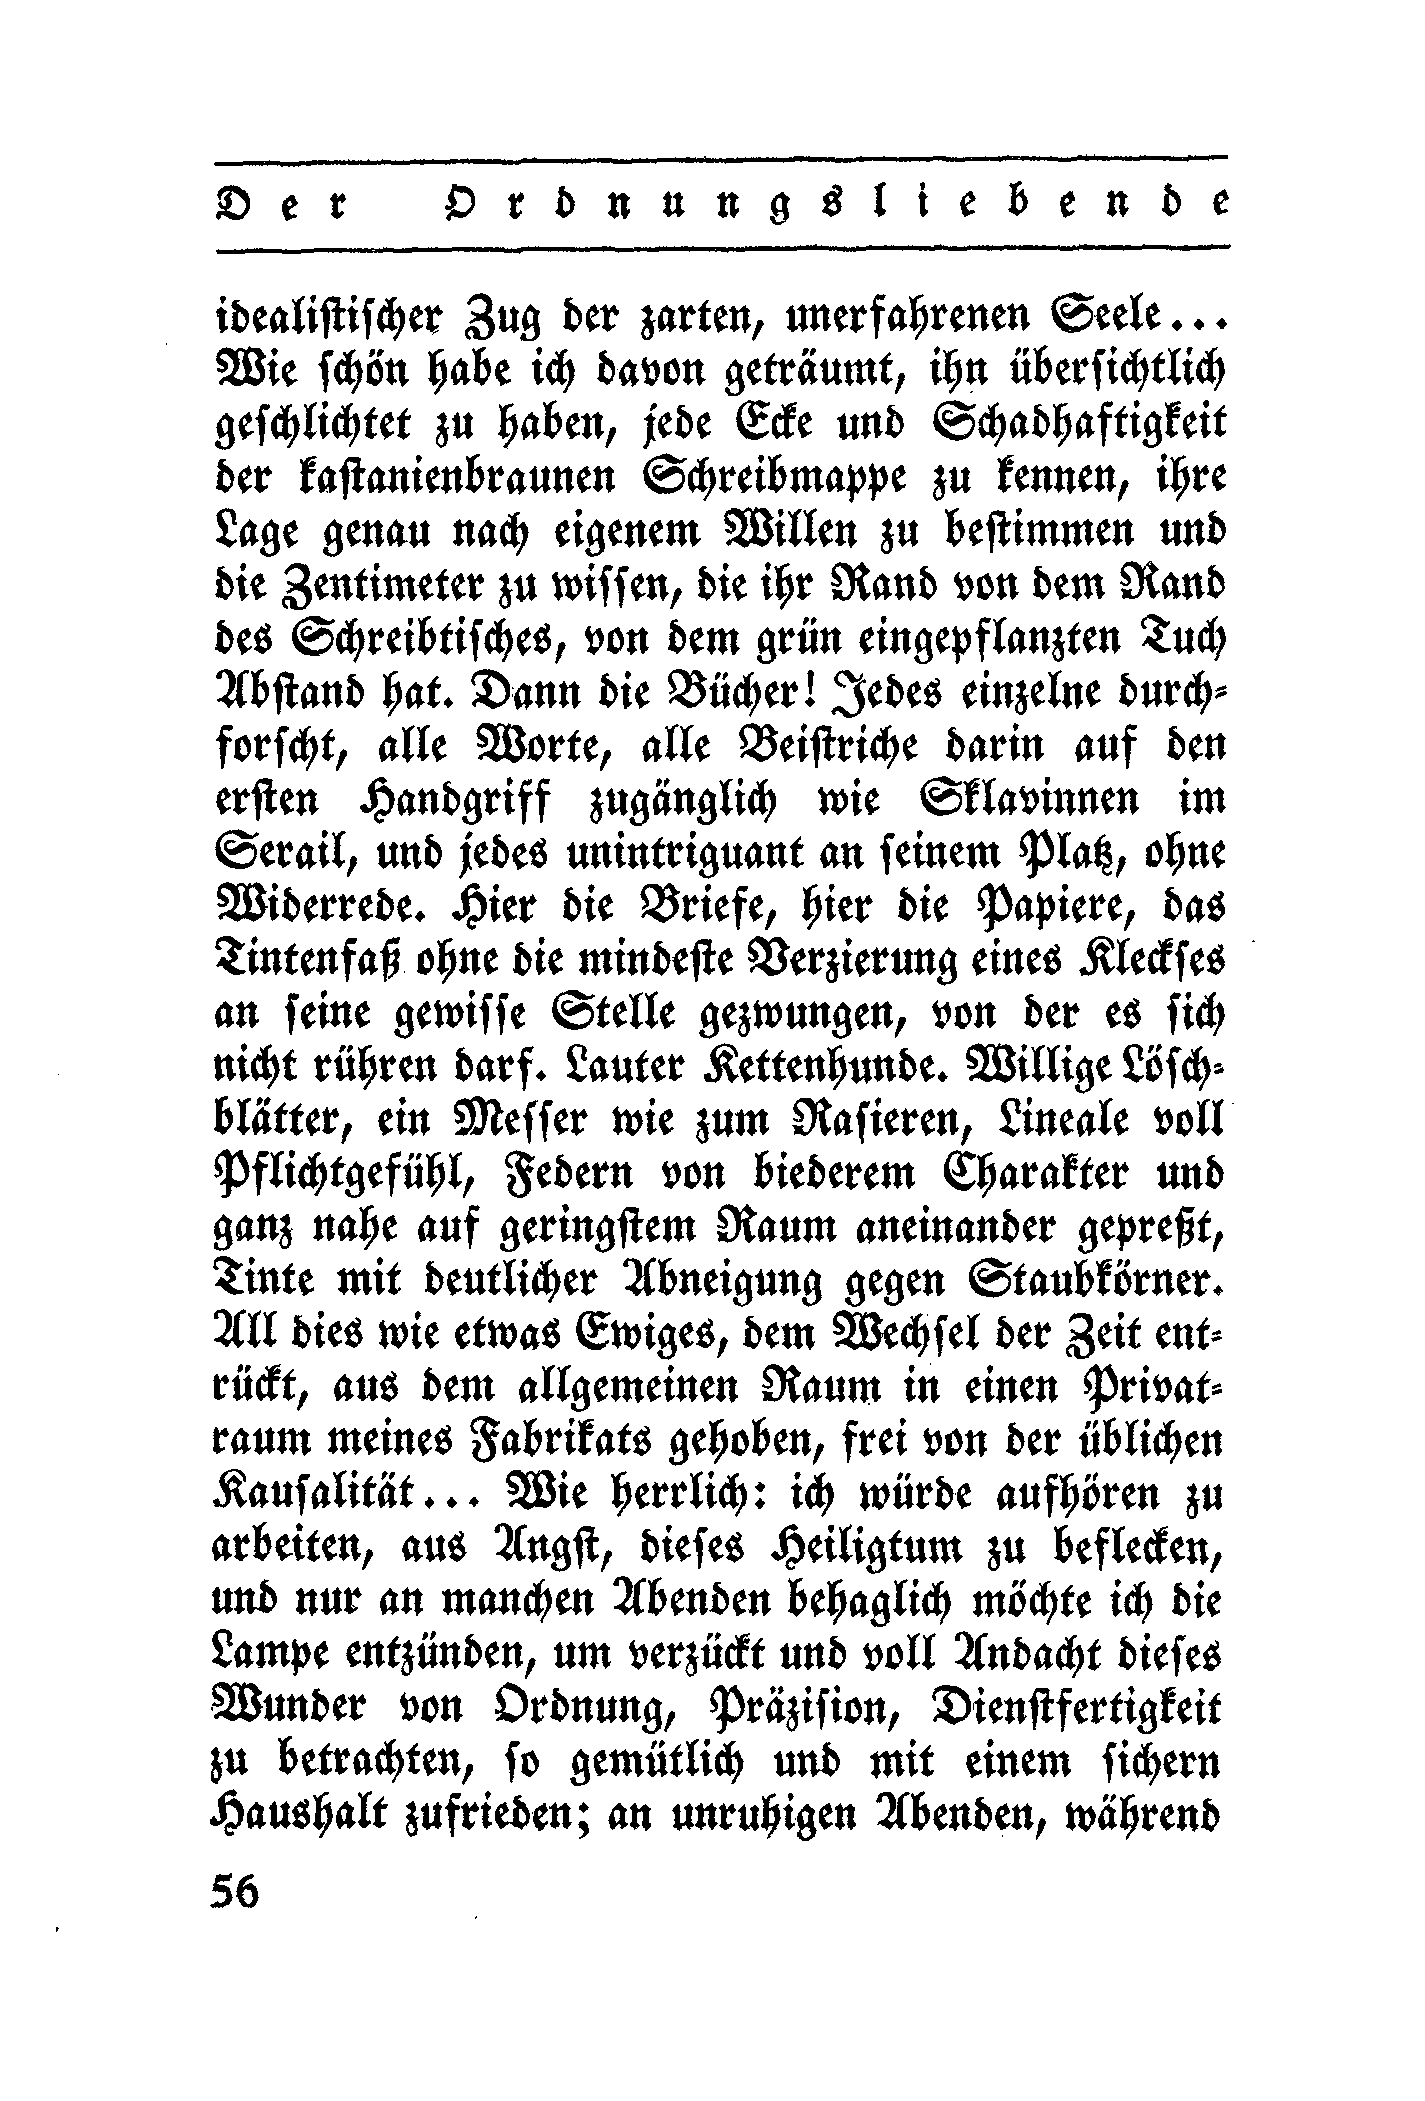 Der Ordnungsliebende
idealistischer Zug der zarten, unerfahrenen Seele...
Wie schön habe ich davon geträumt, ihn übersichtlich
geschlichtet zu haben, jede Ecke und Schadhaftigkeit
der kastanienbraunen Schreibmappe zu kennen, ihre
Lage genau nach eigenem Willen zu bestimmen und
die Zentimeter zu wissen, die ihr Rand von dem Rand
des Schreibtisches, von dem grün eingepflanzten Tuch
Abstand hat. Dann die Bücher! Jedes einzelne durch-
forscht, alle Worte, alle Beistriche darin auf den
ersten Handgriff zugänglich wie Sklavinnen im
Serail, und jedes unintriguant an seinem Platz, ohne
Widerrede. Hier die Briefe, hier die Papiere, das
Tintenfaß ohne die mindeste Verzierung eines Kleckses
an seine gewisse Stelle gezwungen, von der es sich
nicht rühren darf. Lauter Kettenhunde. Willige Lösch-
blätter, ein Messer wie zum Rasieren, Lineale voll
Pflichtgefühl, Federn von biederem Charakter und
ganz nahe auf geringstem Raum aneinander gepreßt,
Tinte mit deutlicher Abneigung gegen Staubkörner.
All dies wie etwas Ewiges, dem Wechsel der Zeit ent-
rückt, aus dem allgemeinen Raum in einen Privat-
raum meines Fabrikats gehoben, frei von der üblichen
Kausalität... Wie herrlich: ich würde aufhören zu
arbeiten, aus Angst, dieses Heiligtum zu beflecken,
und nur an manchen Abenden behaglich möchte ich die
Lampe entzünden, um verzückt und voll Andacht dieses
Wunder von Ordnung, Präzision, Dienstfertigkeit
zu betrachten, so gemütlich und mit einem sichern
Haushalt zufrieden; an unruhigen Abenden, während
56